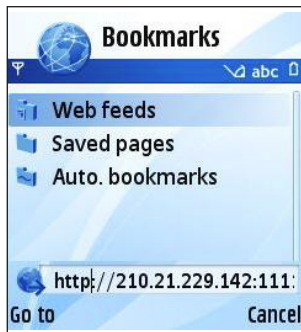 Bookmarks
abc
Web feeds
Saved pages
Auto. bookmarks
http://210.21.229.142:111:
Go to Cancel